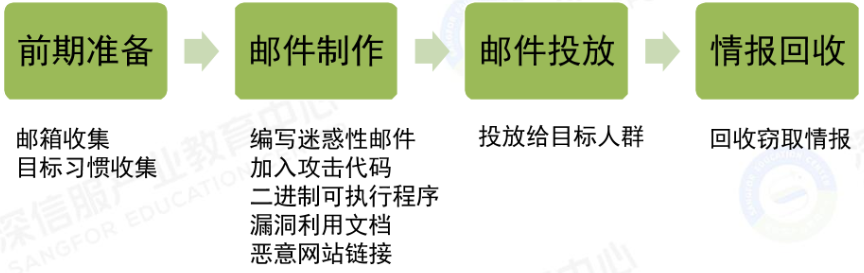 前期准备
邮件制作
邮件投放
情报回收
邮箱收集
目标习惯收集
编写迷惑性邮件
加入攻击代码
二进制可执行程序
漏洞利用文档
恶意网站链接
投放给目标人群
回收窃取情报
深信服产业教育中心
SANGFOR EDUCATION